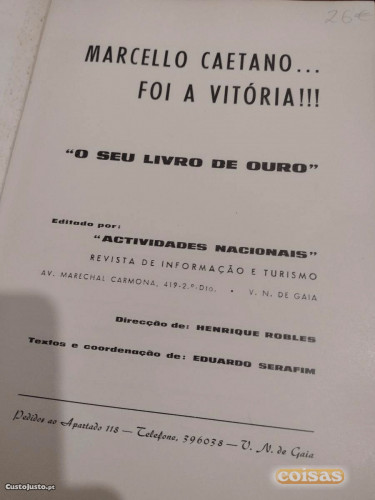 26€
MARCELLO CAETANO...
FOI A VITÓRIA!!!
"O SEU LIVRO DE OURO"
Editado por:
"ACTIVIDADES NACIONAIS"
REVISTA DE INFORMAÇÃO E TURISMO
AV. MARECHAL CARMONA, 419-2.º-DTO. • V. N. DE GAIA
Direcção de: HENRIQUE ROBLES
Textos e coordenação de: EDUARDO SERAFIM
Pedidos ao Apartado 118 — Telefone, 396038 — V. N. de Gaia
© CustoJusto.pt
coisas